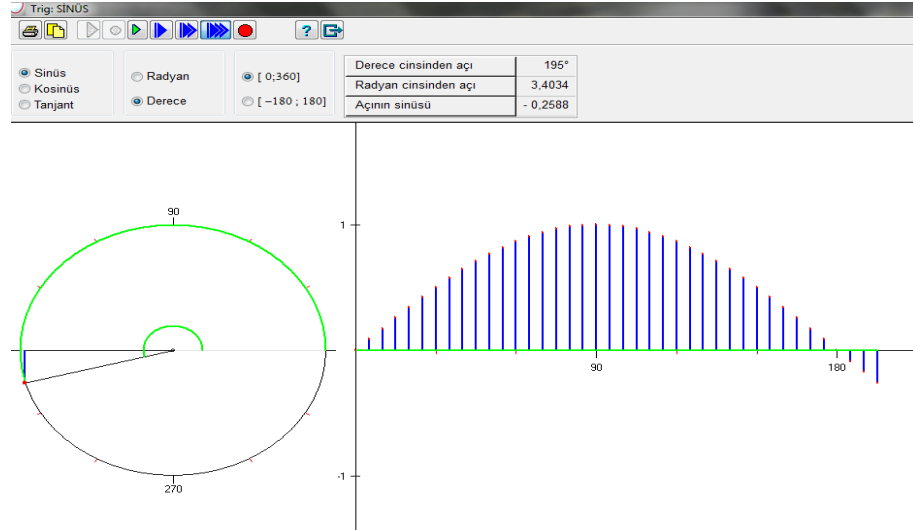 Trig: SİNÜS
?
Sinüs
Kosinüs
Tanjant
Radyan
Derece
[ 0;360]
[ −180 ; 180]
Derece cinsinden açı 195°
Radyan cinsinden açı 3,4034
Açının sinüsü - 0,2588
90
270
1
-1
90
180